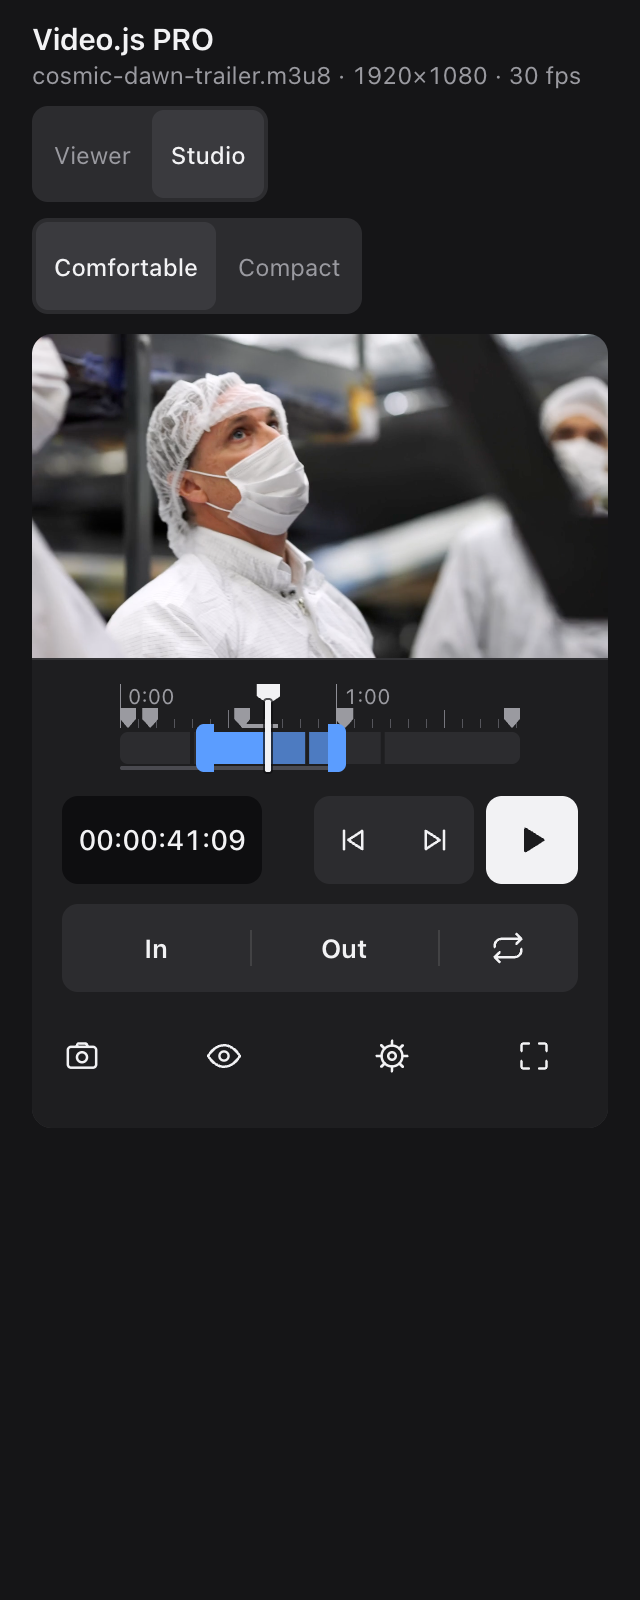 Video.js PRO
cosmic-dawn-trailer.m3u8 · 1920×1080 · 30 fps
Viewer Studio
Comfortable Compact
0:00 1:00
00:00:41:09
In Out